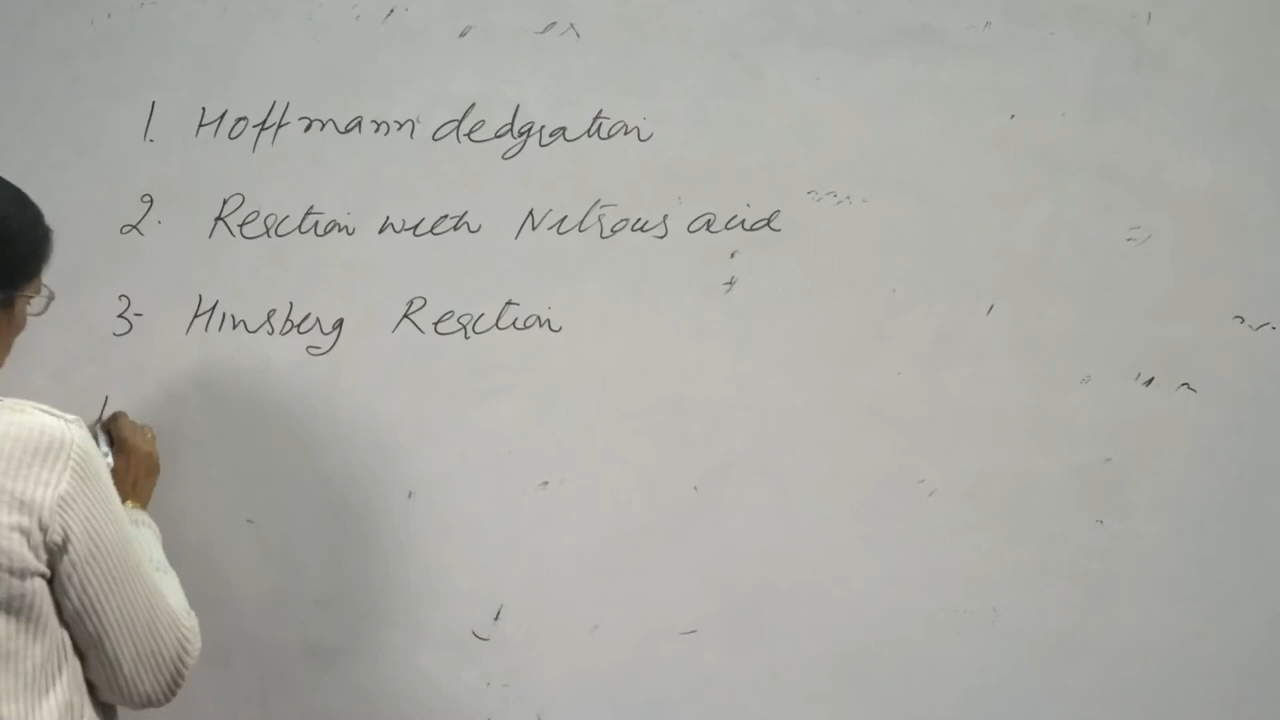 1. Hoffmann dedgration
2. Reaction with Nitrous acid
3- Hinsberg Reaction